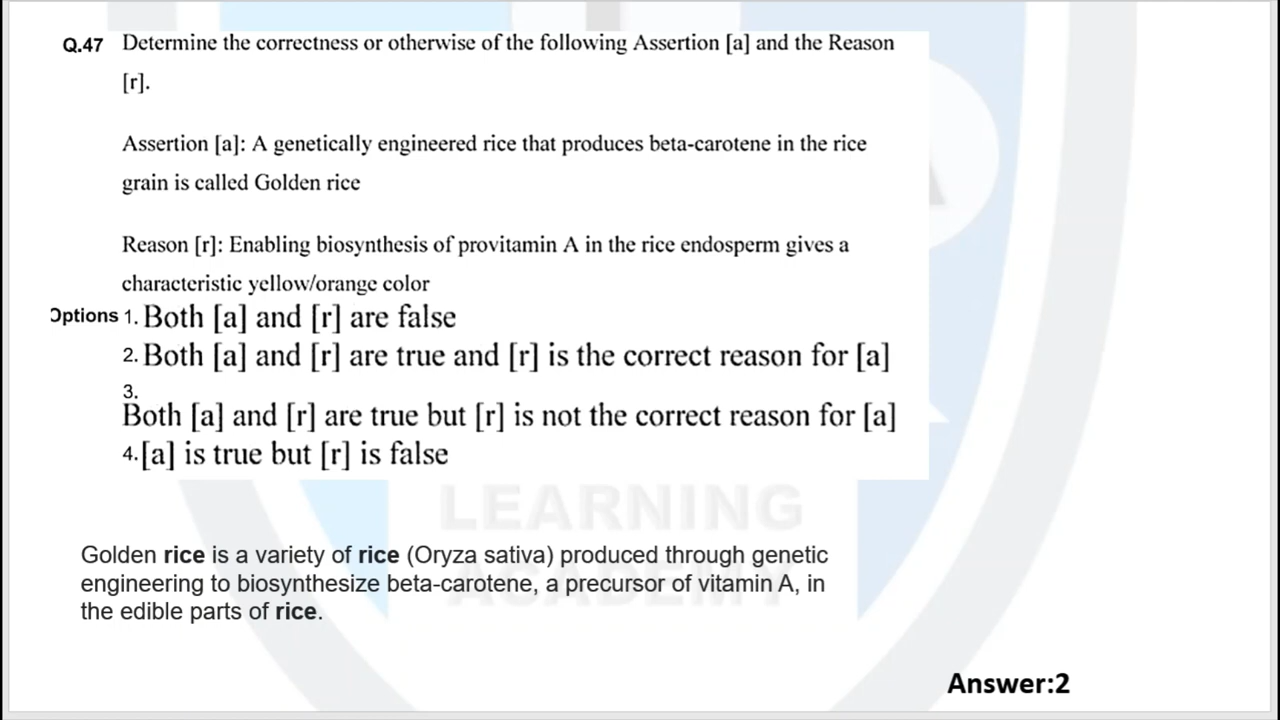 Q.47 Determine the correctness or otherwise of the following Assertion [a] and the Reason
[r].
Assertion [a]: A genetically engineered rice that produces beta-carotene in the rice
grain is called Golden rice
Reason [r]: Enabling biosynthesis of provitamin A in the rice endosperm gives a
characteristic yellow/orange color
Options 1. Both [a] and [r] are false
2. Both [a] and [r] are true and [r] is the correct reason for [a]
3.
Both [a] and [r] are true but [r] is not the correct reason for [a]
4. [a] is true but [r] is false
LEARNING
Golden rice is a variety of rice (Oryza sativa) produced through genetic
engineering to biosynthesize beta-carotene, a precursor of vitamin A, in
ACADEMY
the edible parts of rice.
Answer:2